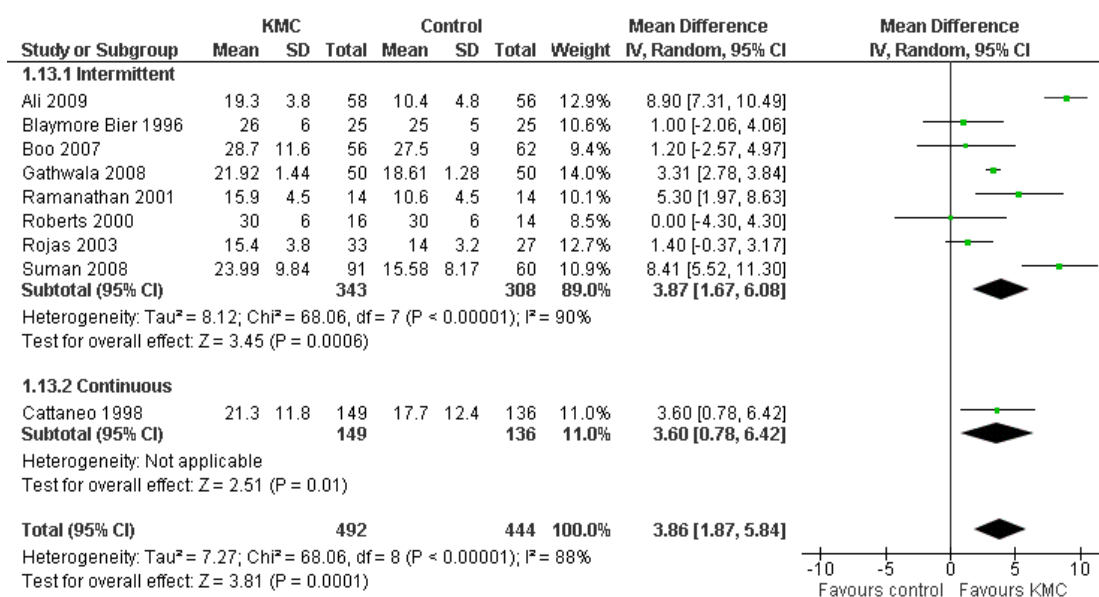 KMC Control Mean Difference Mean Difference
Study or Subgroup Mean SD Total Mean SD Total Weight IV, Random, 95% CI IV, Random, 95% CI
1.13.1 Intermittent
Ali 2009 19.3 3.8 58 10.4 4.8 56 12.9% 8.90 [7.31, 10.49]
Blaymore Bier 1996 26 6 25 25 5 25 10.6% 1.00 [-2.06, 4.06]
Boo 2007 28.7 11.6 56 27.5 9 62 9.4% 1.20 [-2.57, 4.97]
Gathwala 2008 21.92 1.44 50 18.61 1.28 50 14.0% 3.31 [2.78, 3.84]
Ramanathan 2001 15.9 4.5 14 10.6 4.5 14 10.1% 5.30 [1.97, 8.63]
Roberts 2000 30 6 16 30 6 14 8.5% 0.00 [-4.30, 4.30]
Rojas 2003 15.4 3.8 33 14 3.2 27 12.7% 1.40 [-0.37, 3.17]
Suman 2008 23.99 9.84 91 15.58 8.17 60 10.9% 8.41 [5.52, 11.30]
Subtotal (95% CI) 343 308 89.0% 3.87 [1.67, 6.08]
Heterogeneity: Tau² = 8.12; Chi² = 68.06, df = 7 (P < 0.00001); I² = 90%
Test for overall effect: Z = 3.45 (P = 0.0006)
1.13.2 Continuous
Cattaneo 1998 21.3 11.8 149 17.7 12.4 136 11.0% 3.60 [0.78, 6.42]
Subtotal (95% CI) 149 136 11.0% 3.60 [0.78, 6.42]
Heterogeneity: Not applicable
Test for overall effect: Z = 2.51 (P = 0.01)
Total (95% CI) 492 444 100.0% 3.86 [1.87, 5.84]
Heterogeneity: Tau² = 7.27; Chi² = 68.06, df = 8 (P < 0.00001); I² = 88%
Test for overall effect: Z = 3.81 (P = 0.0001)
-10 -5 0 5 10
Favours control Favours KMC